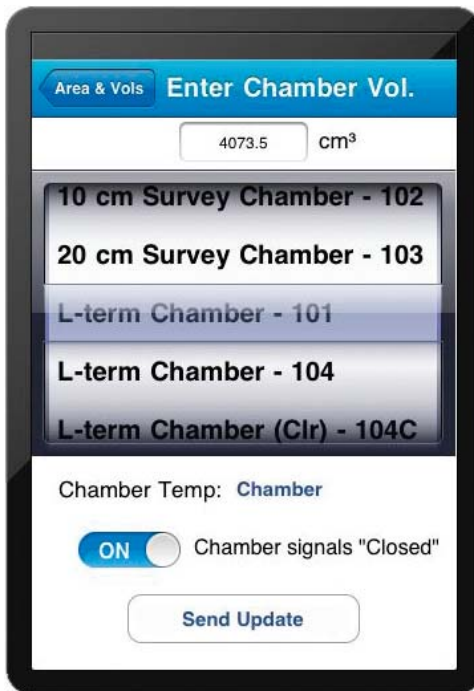 Area & Vols Enter Chamber Vol.
4073.5 cm³
10 cm Survey Chamber - 102
20 cm Survey Chamber - 103
L-term Chamber - 101
L-term Chamber - 104
L-term Chamber (Clr) - 104C
Chamber Temp: Chamber
ON Chamber signals "Closed"
Send Update